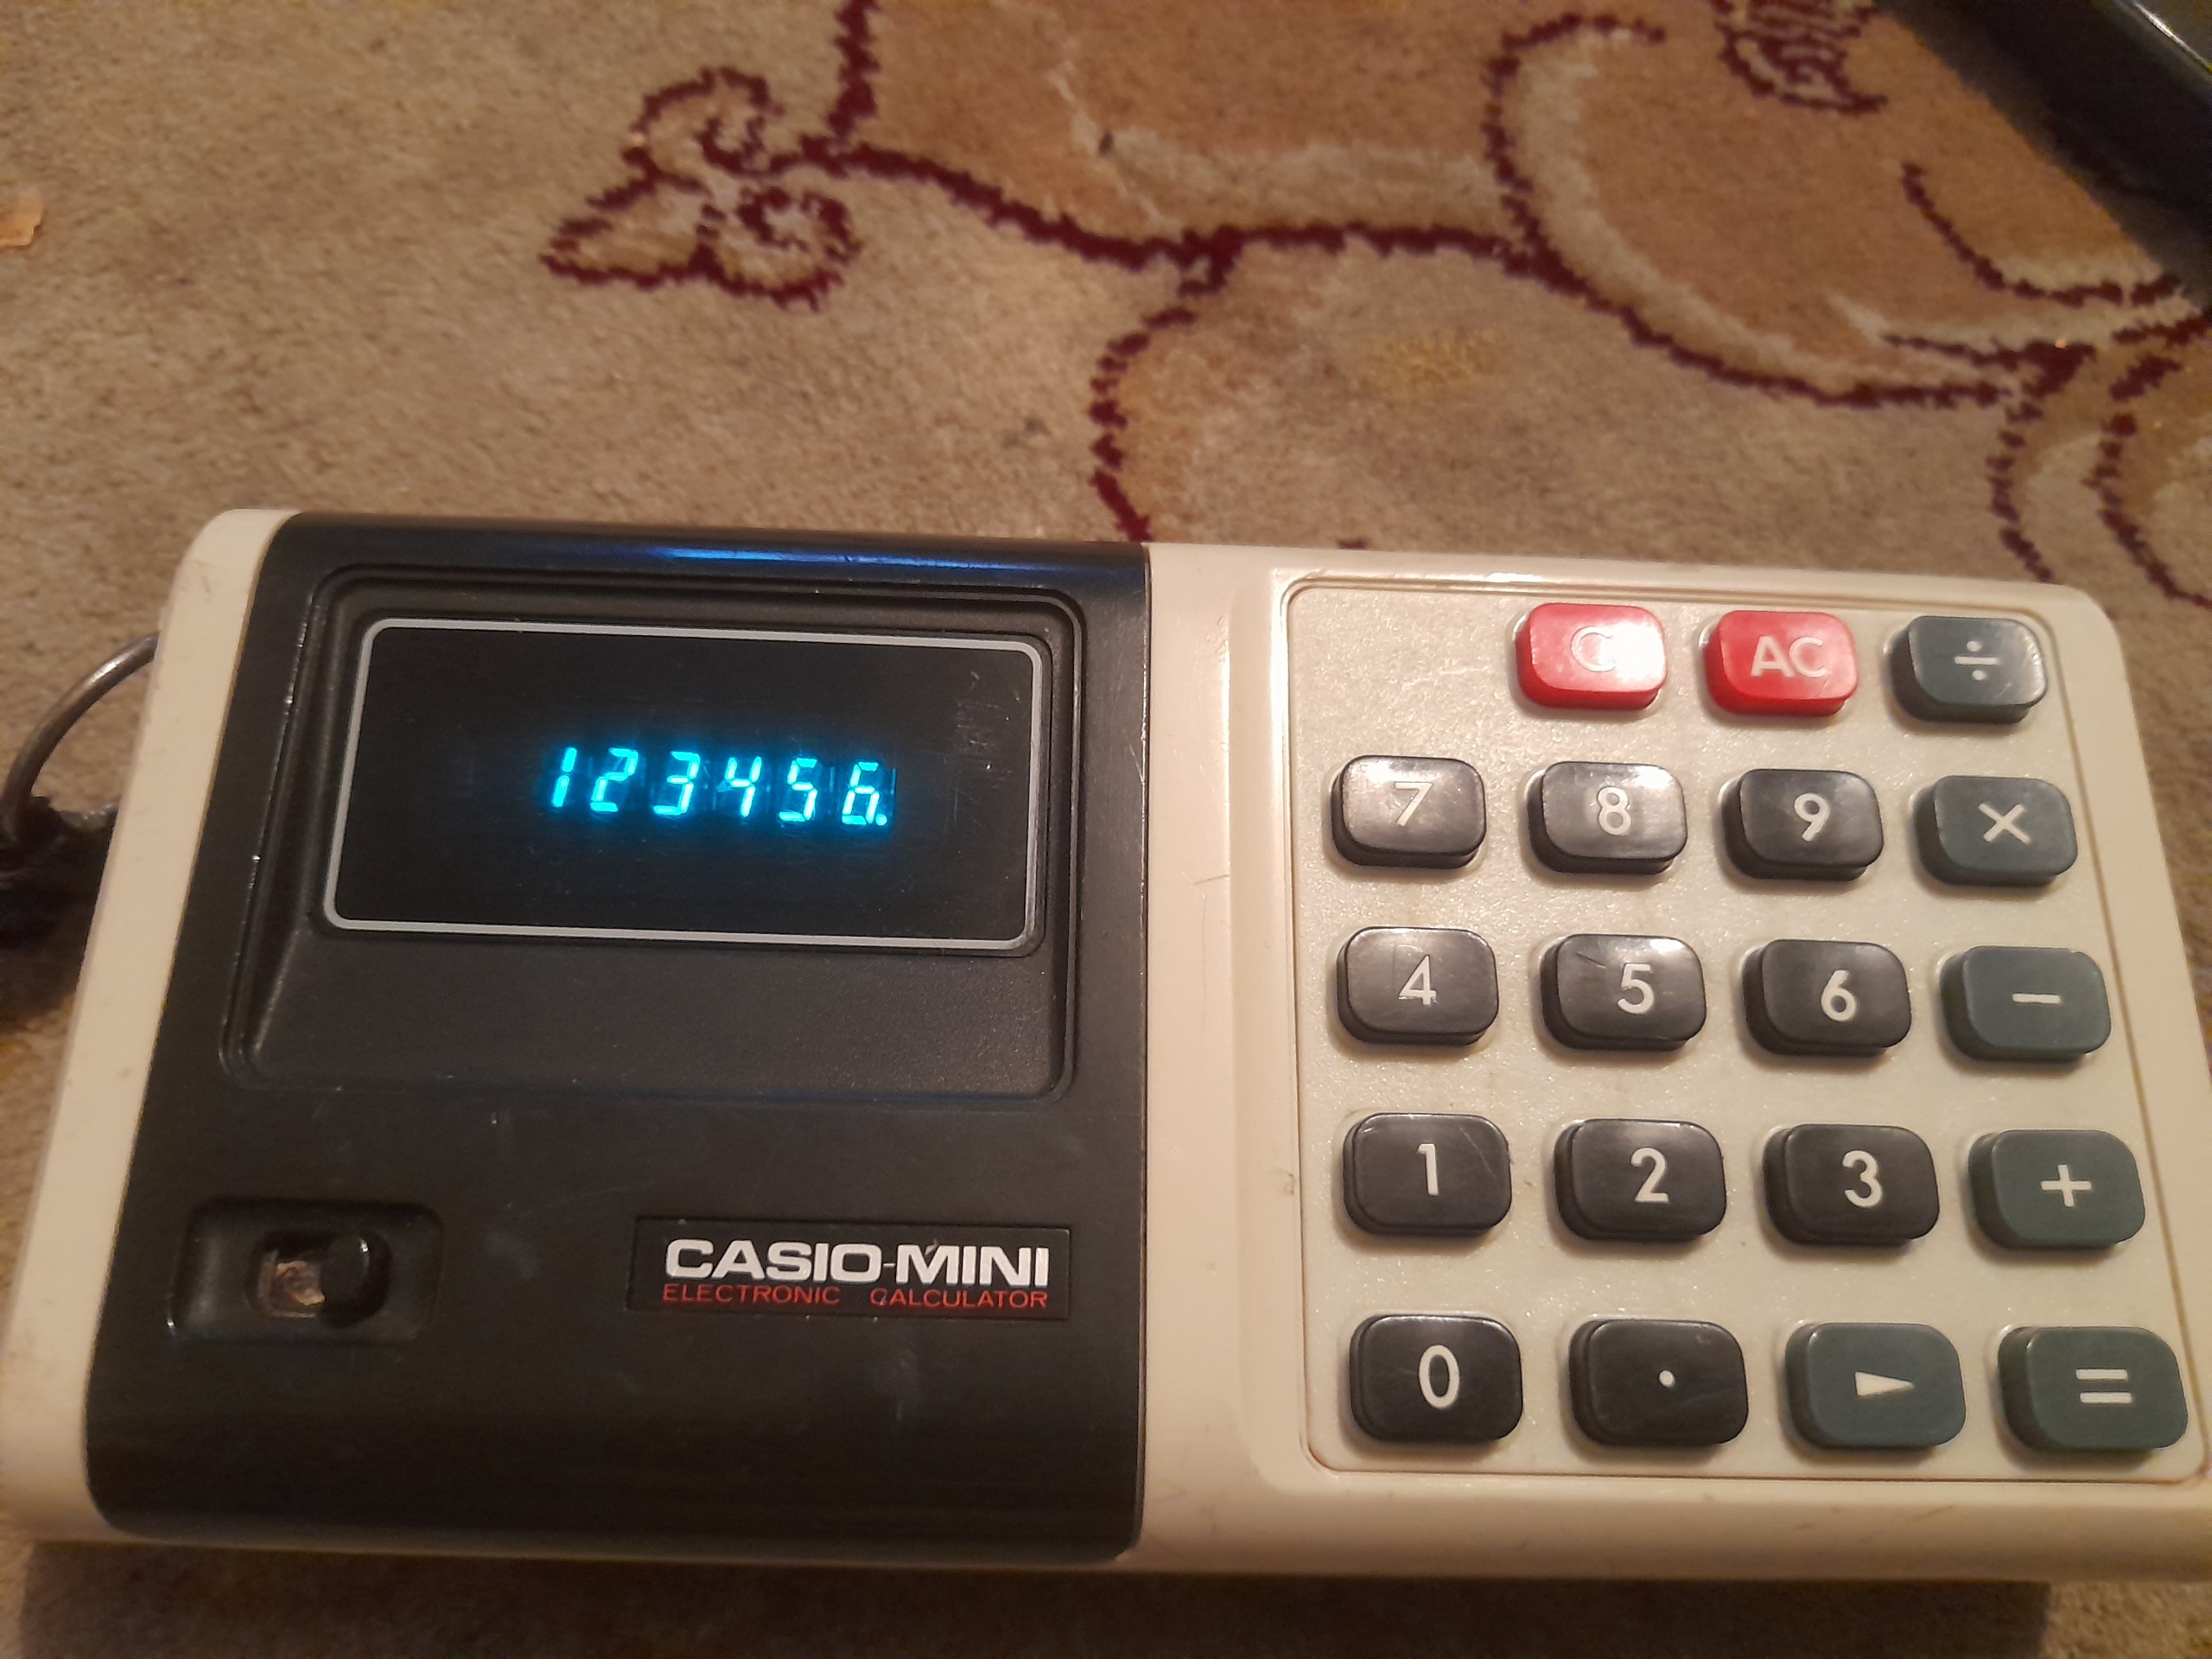 123456.
CASIO-MINI
ELECTRONIC CALCULATOR
C AC ÷
7 8 9 ×
4 5 6 −
1 2 3 +
0 . ► =